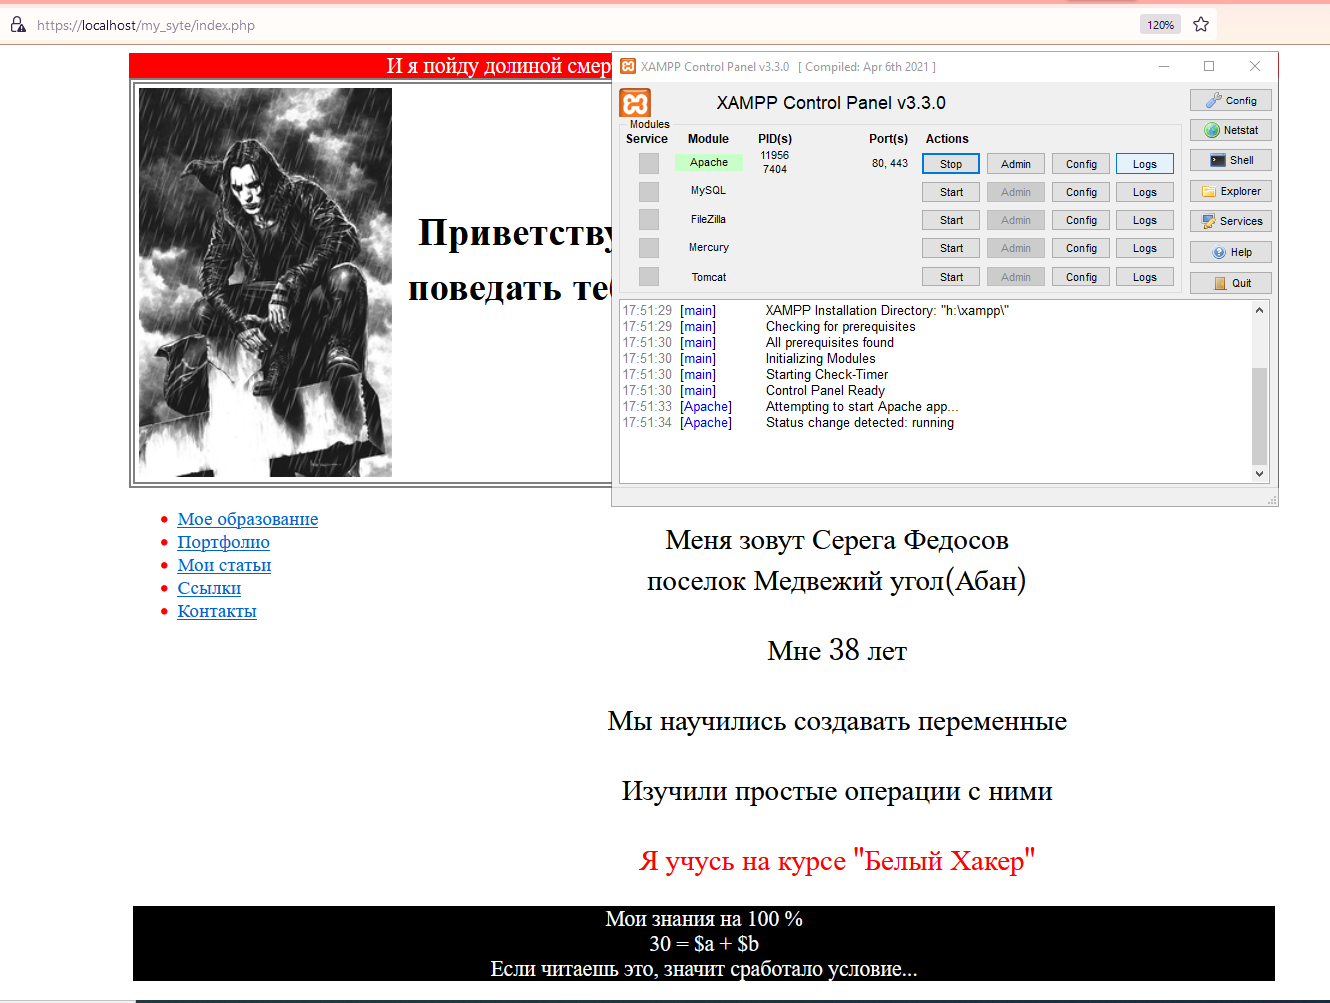 https://localhost/my_syte/index.php
120%
И я пойду долиной смер
XAMPP Control Panel v3.3.0 [ Compiled: Apr 6th 2021 ]
XAMPP Control Panel v3.3.0
Modules
Service Module PID(s) Port(s) Actions
Apache 11956 7404 80, 443 Stop Admin Config Logs
MySQL Start Admin Config Logs
FileZilla Start Admin Config Logs
Mercury Start Admin Config Logs
Tomcat Start Admin Config Logs
Config
Netstat
Shell
Explorer
Services
Help
Quit
17:51:29 [main] XAMPP Installation Directory: "h:\xampp\"
17:51:29 [main] Checking for prerequisites
17:51:30 [main] All prerequisites found
17:51:30 [main] Initializing Modules
17:51:30 [main] Starting Check-Timer
17:51:30 [main] Control Panel Ready
17:51:33 [Apache] Attempting to start Apache app...
17:51:34 [Apache] Status change detected: running
Приветству
поведать те
Мое образование
Портфолио
Мои статьи
Ссылки
Контакты
Меня зовут Серега Федосов
поселок Медвежий угол(Абан)
Мне 38 лет
Мы научились создавать переменные
Изучили простые операции с ними
Я учусь на курсе "Белый Хакер"
Мои знания на 100 %
30 = $a + $b
Если читаешь это, значит сработало условие...